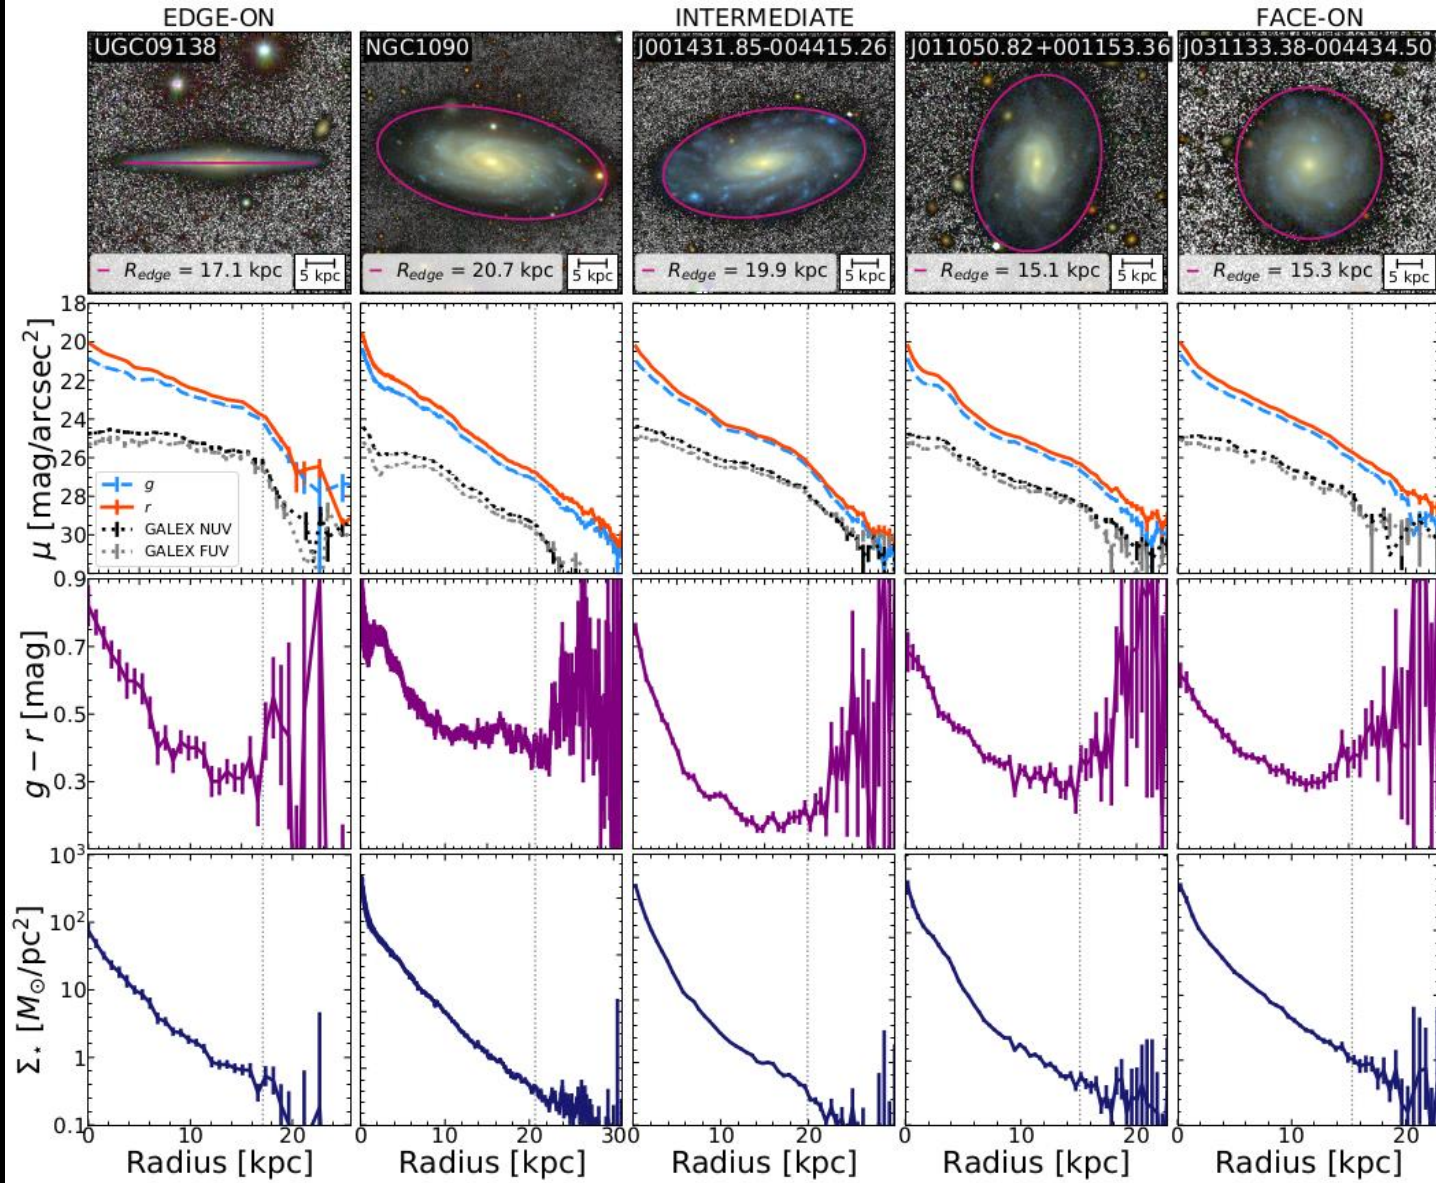 EDGE-ON
INTERMEDIATE
FACE-ON
UGC09138
NGC1090
J001431.85-004415.26
J011050.82+001153.36
J031133.38-004434.50
R_edge = 17.1 kpc
5 kpc
R_edge = 20.7 kpc
5 kpc
R_edge = 19.9 kpc
5 kpc
R_edge = 15.1 kpc
5 kpc
R_edge = 15.3 kpc
5 kpc
μ [mag/arcsec²]
18
20
22
24
26
28
30
g
r
GALEX NUV
GALEX FUV
g − r [mag]
0.9
0.7
0.5
0.3
Σ⋆ [M⊙/pc²]
10³
10²
10
1
0.1
0 10 20
0 10 20 30
0 10 20
0 10 20
0 10 20
Radius [kpc]
Radius [kpc]
Radius [kpc]
Radius [kpc]
Radius [kpc]